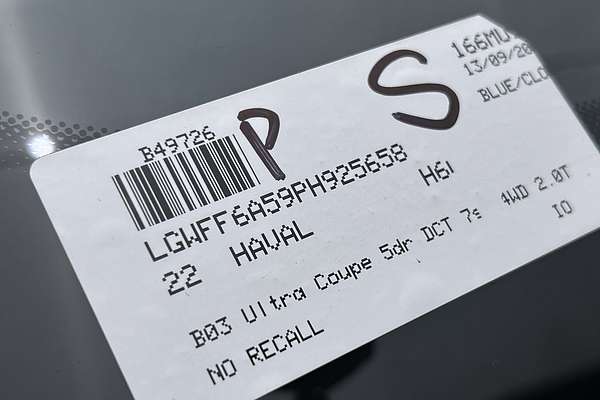 B49726
P S
166MU
13/09/20
BLUE/CLO
LGWFF6A59PH925658
22 HAVAL H6
B03 Ultra Coupe 5dr DCT 7s 4WD 2.0T
NO RECALL IO